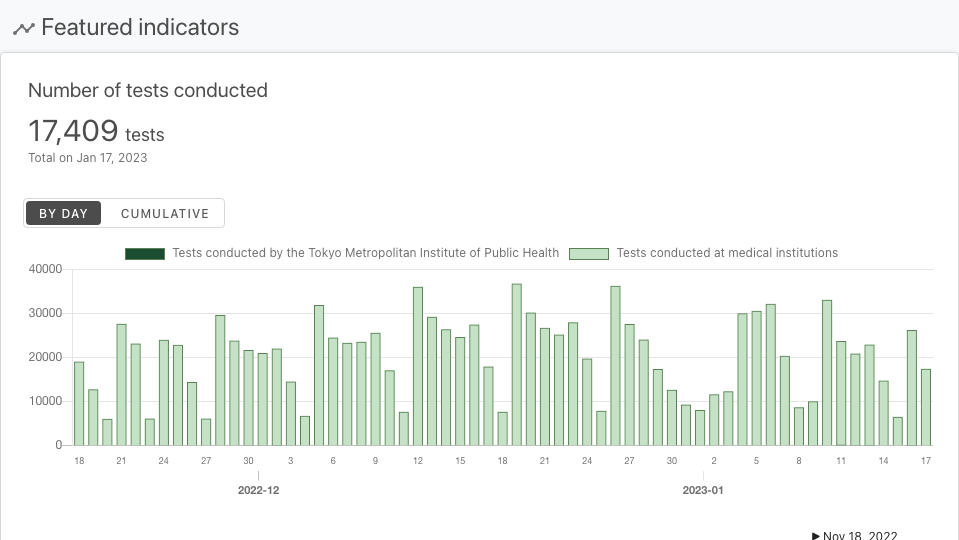 Featured indicators
Number of tests conducted
17,409 tests
Total on Jan 17, 2023
BY DAY CUMULATIVE
Tests conducted by the Tokyo Metropolitan Institute of Public Health Tests conducted at medical institutions
40000
30000
20000
10000
0
18 21 24 27 30 3 6 9 12 15 18 21 24 27 30 2 5 8 11 14 17
2022-12 2023-01
▶ Nov 18, 2022